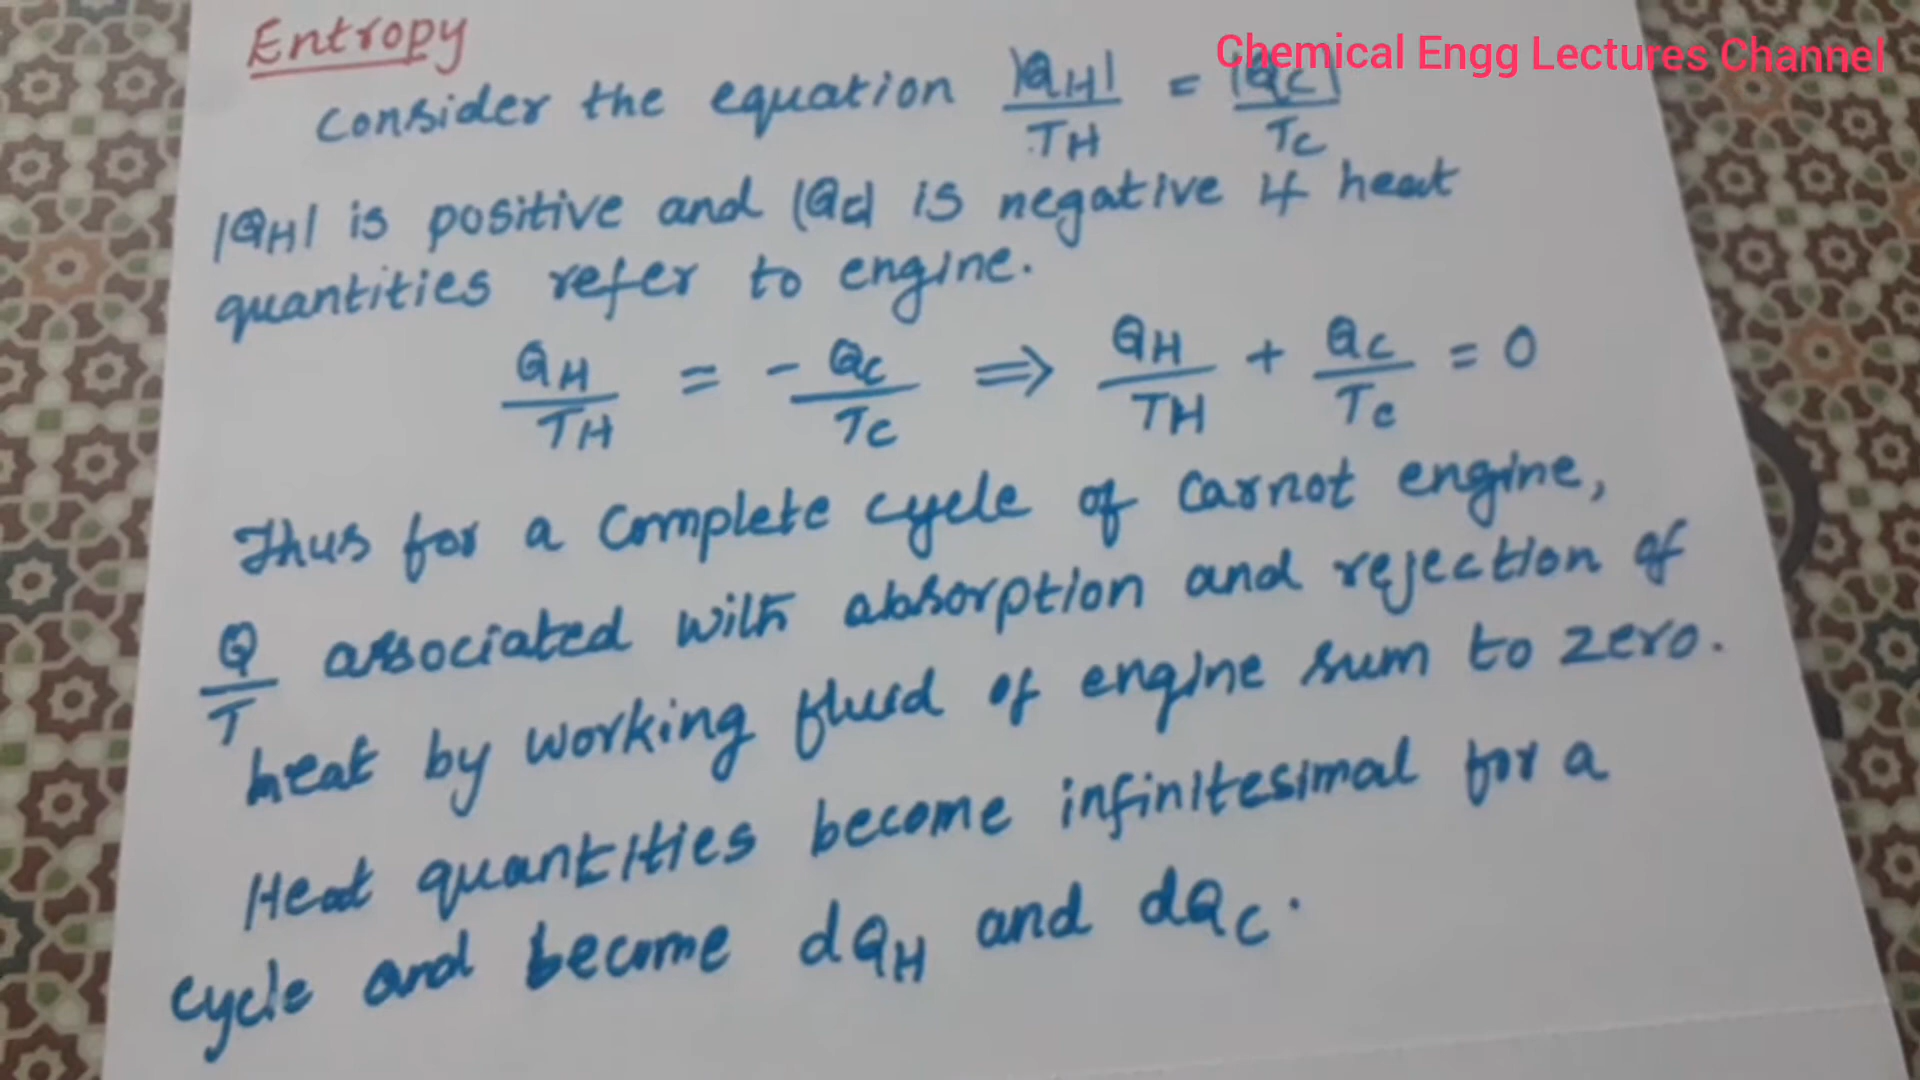 Entropy
Chemical Engg Lectures Channel
Consider the equation |QH|/TH = |QC|/TC
|QH| is positive and |QC| is negative if heat
quantities refer to engine.
QH/TH = - QC/TC ⇒ QH/TH + QC/TC = 0
Thus for a complete cycle of Carnot engine,
Q/T associated with absorption and rejection of
heat by working fluid of engine sum to zero.
Heat quantities become infinitesimal for a
cycle and become dQH and dQC.